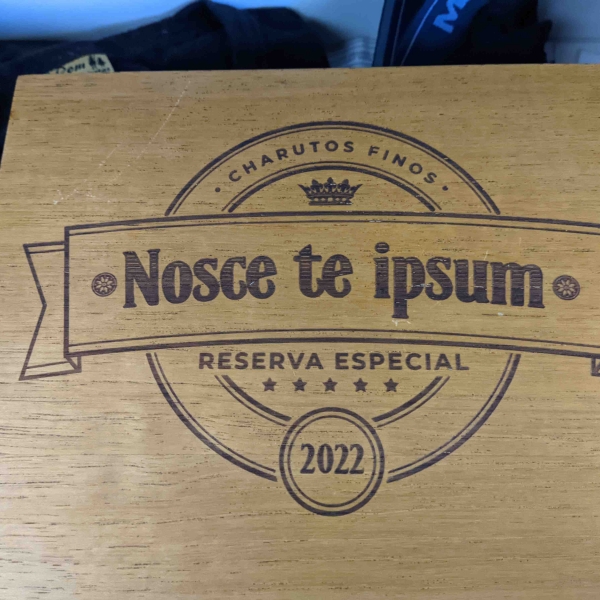 CHARUTOS FINOS
Nosce te ipsum
RESERVA ESPECIAL
2022